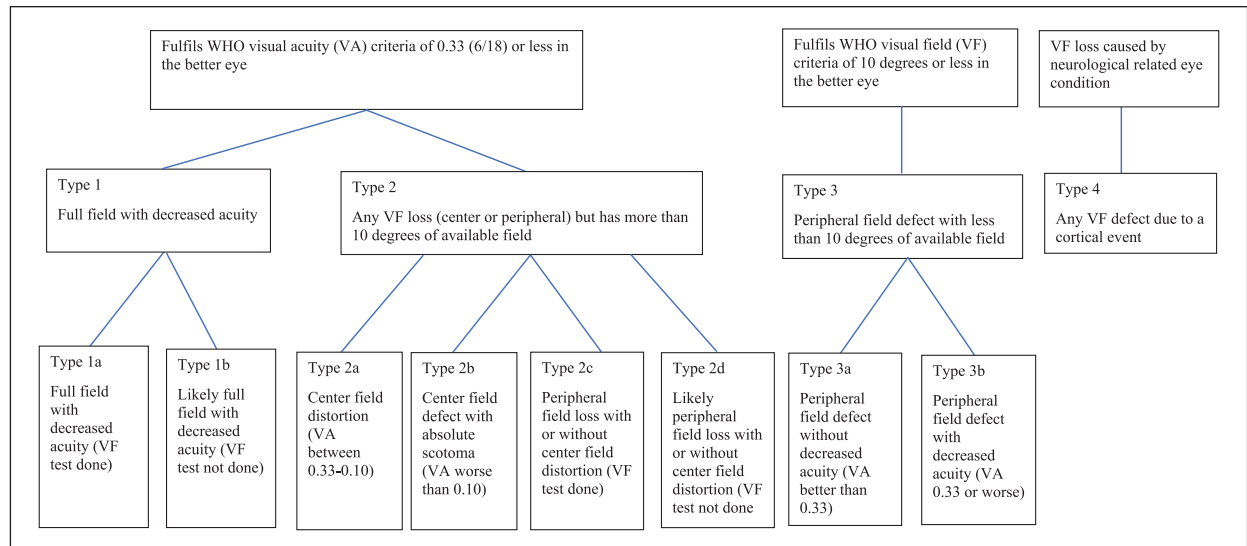 Fulfils WHO visual acuity (VA) criteria of 0.33 (6/18) or less in
the better eye
Fulfils WHO visual field (VF)
criteria of 10 degrees or less in
the better eye
VF loss caused by
neurological related eye
condition
Type 1
Full field with decreased acuity
Type 2
Any VF loss (center or peripheral) but has more than
10 degrees of available field
Type 3
Peripheral field defect with less
than 10 degrees of available field
Type 4
Any VF defect due to a
cortical event
Type 1a
Full field
with
decreased
acuity (VF
test done)
Type 1b
Likely full
field with
decreased
acuity (VF
test not done)
Type 2a
Center field
distortion
(VA
between
0.33-0.10)
Type 2b
Center field
defect with
absolute
scotoma
(VA worse
than 0.10)
Type 2c
Peripheral
field loss with
or without
center field
distortion (VF
test done)
Type 2d
Likely
peripheral
field loss with
or without
center field
distortion (VF
test not done
Type 3a
Peripheral
field defect
without
decreased
acuity (VA
better than
0.33)
Type 3b
Peripheral
field defect
with
decreased
acuity (VA
0.33 or worse)